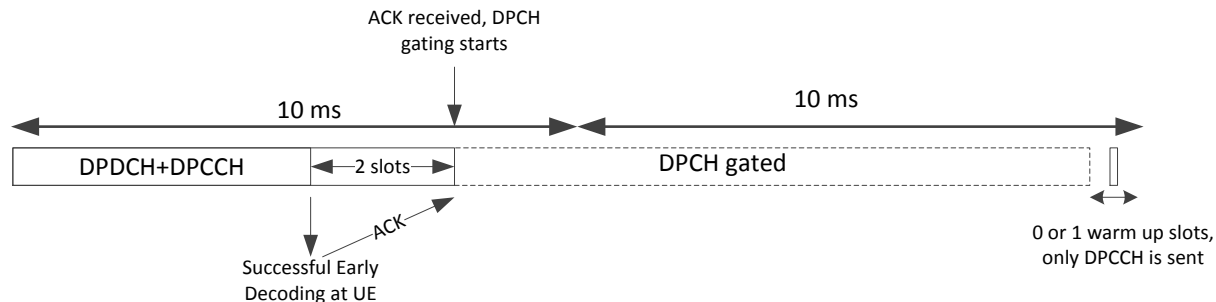 ACK received, DPCH
gating starts
10 ms
10 ms
DPDCH+DPCCH
2 slots
DPCH gated
ACK
Successful Early
Decoding at UE
0 or 1 warm up slots,
only DPCCH is sent